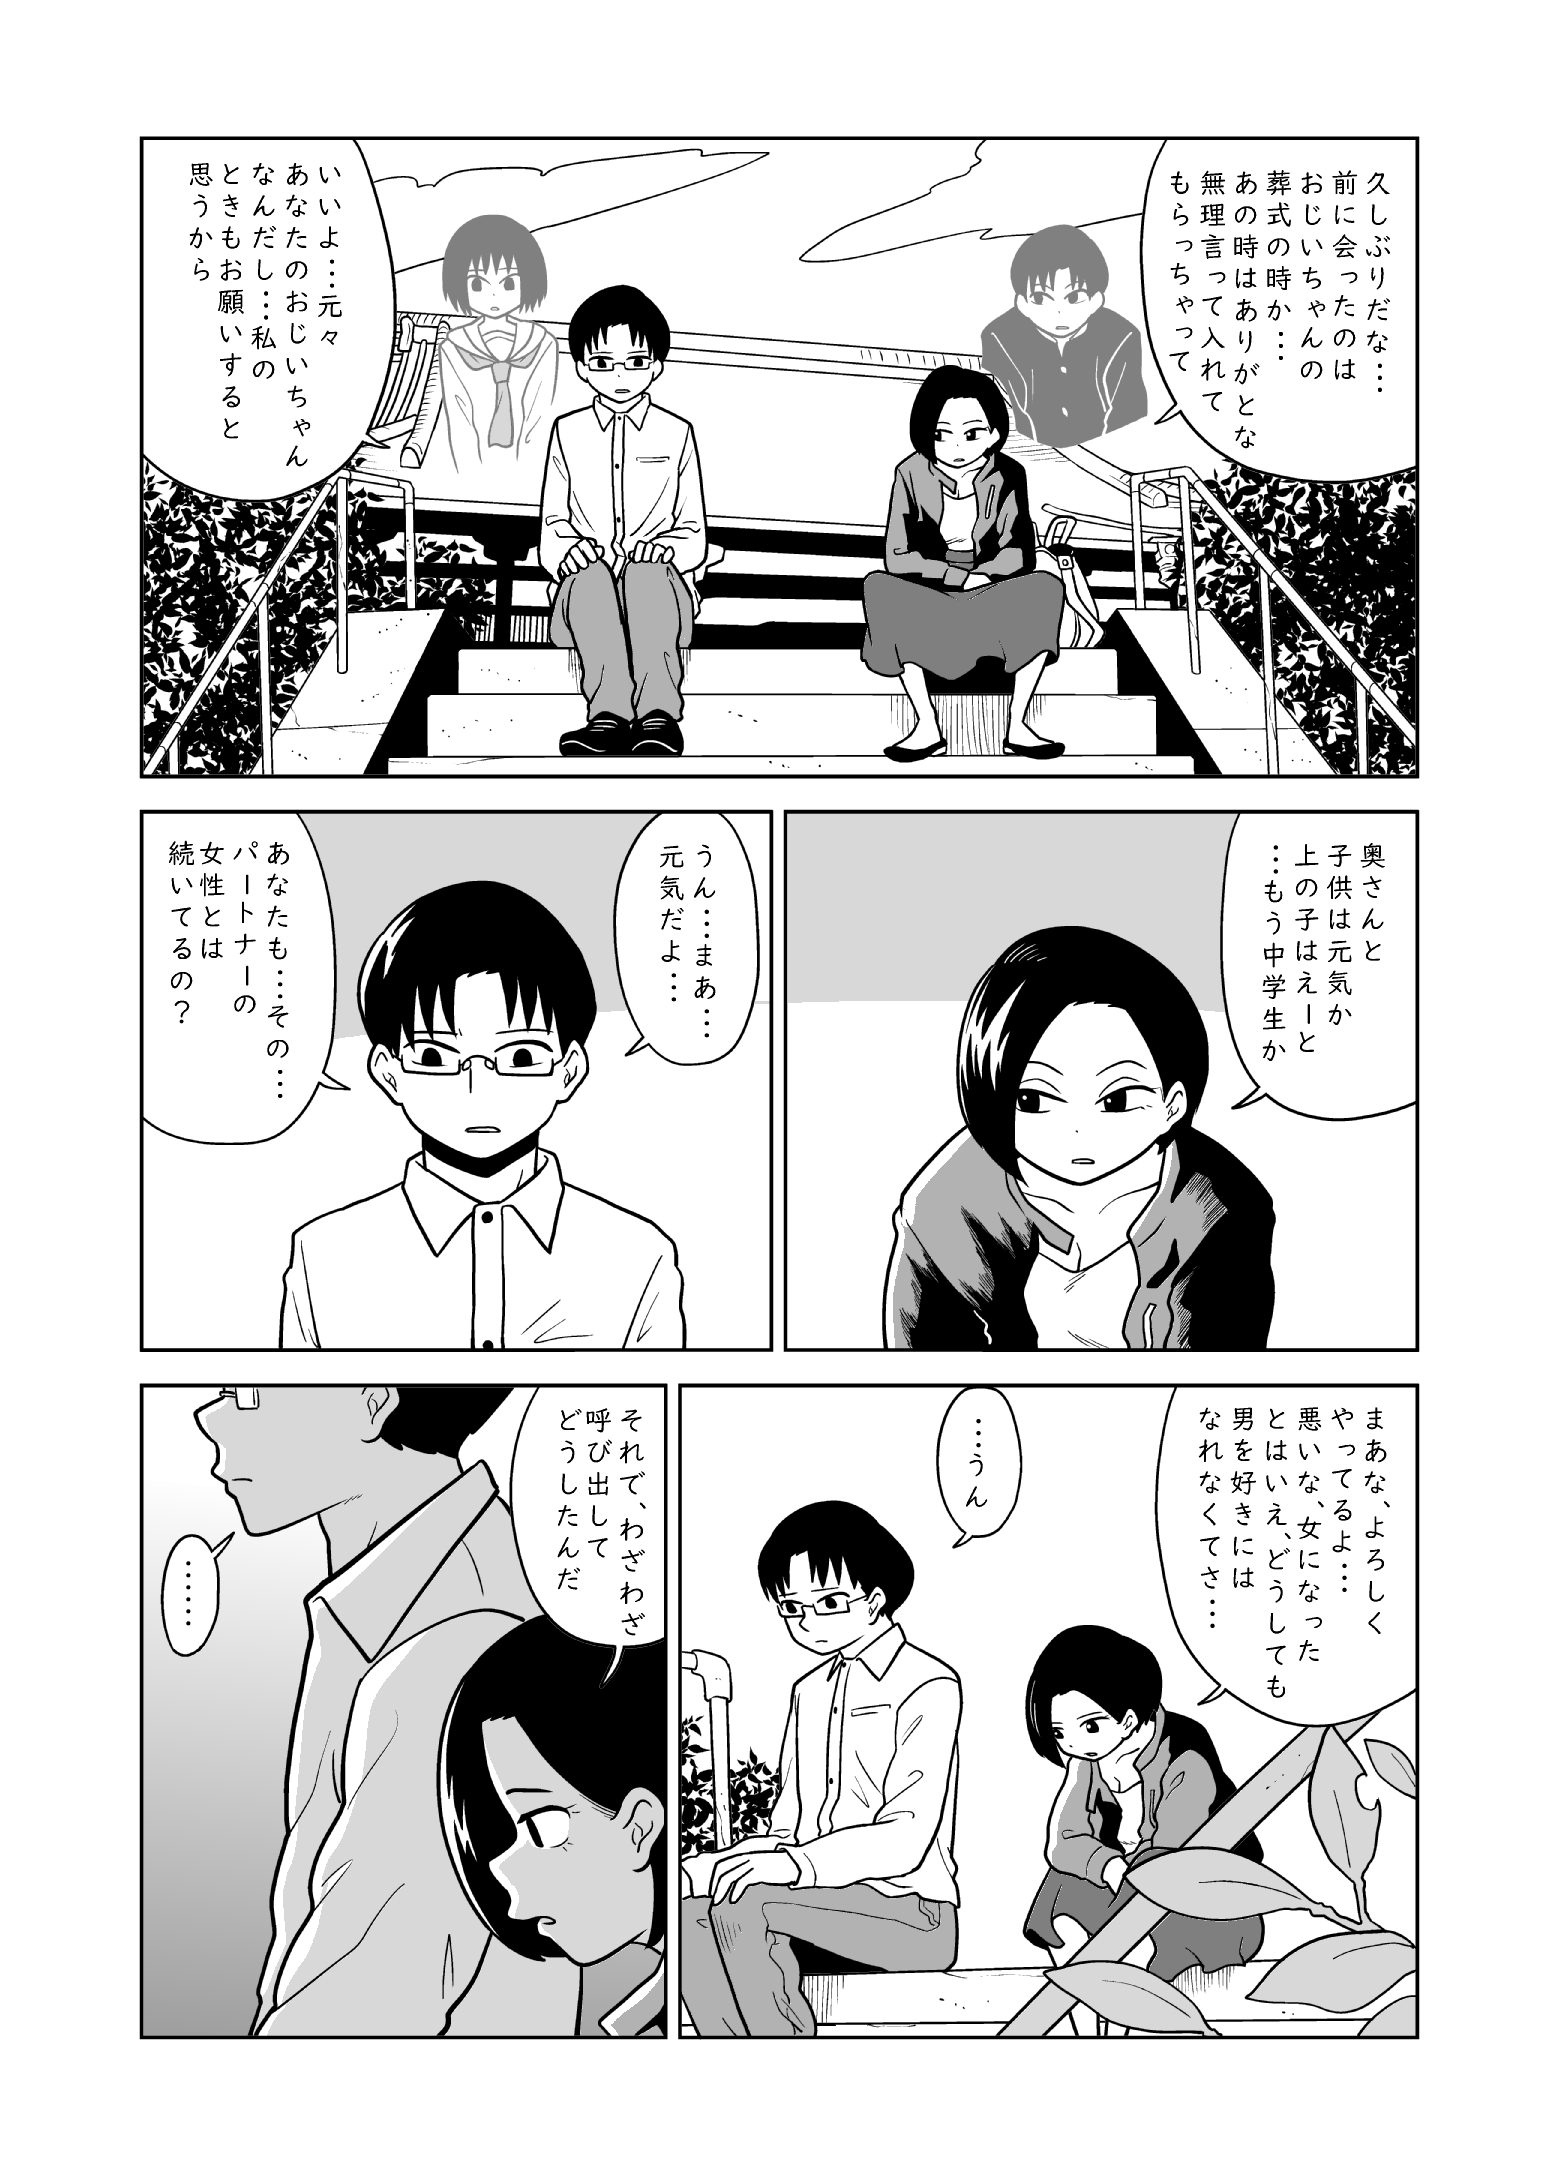 久しぶりだな…
前に会ったのは
おじいちゃんの
葬式の時か…
あの時はありがとな
無理言って入れて
もらっちゃって
いいよ…元々
あなたのおじいちゃん
なんだし…私の
ときもお願いすると
思うから
奥さんと
子供は元気か
上の子はえーと
…もう中学生か
うん…まあ…
元気だよ…
あなたも…その…
パートナーの
女性とは
続いてるの？
まあな、よろしく
やってるよ…
悪いな、女になった
とはいえ、どうしても
男を好きには
なれなくてさ…
…うん
それで、わざわざ
呼び出して
どうしたんだ
……